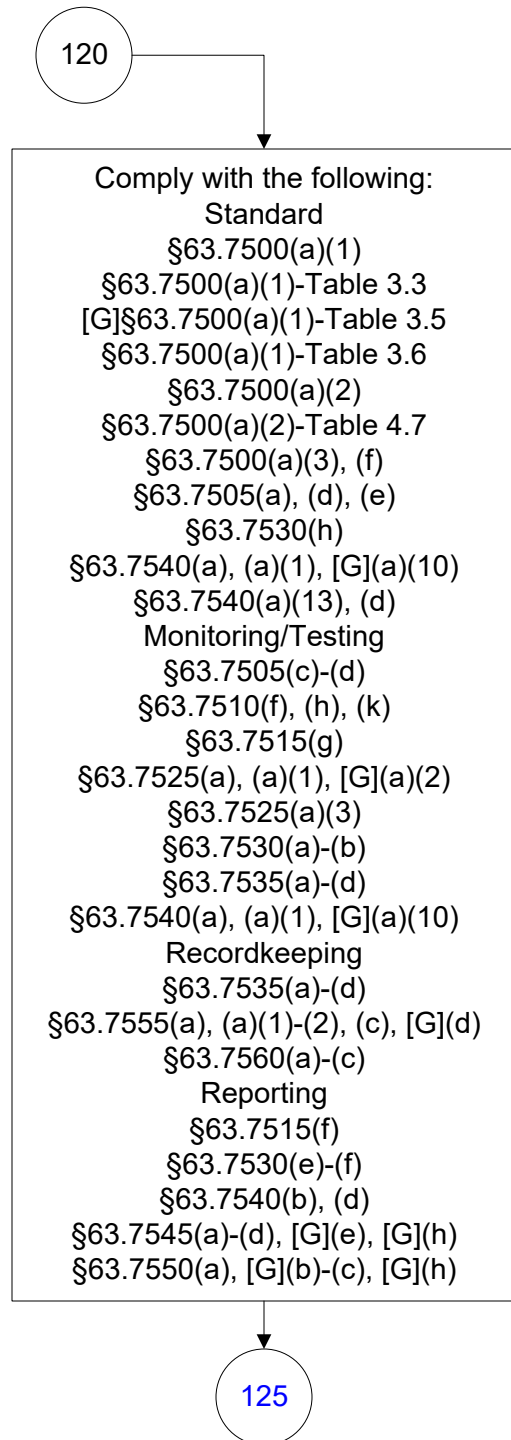 120
Comply with the following:
Standard
§63.7500(a)(1)
§63.7500(a)(1)-Table 3.3
[G]§63.7500(a)(1)-Table 3.5
§63.7500(a)(1)-Table 3.6
§63.7500(a)(2)
§63.7500(a)(2)-Table 4.7
§63.7500(a)(3), (f)
§63.7505(a), (d), (e)
§63.7530(h)
§63.7540(a), (a)(1), [G](a)(10)
§63.7540(a)(13), (d)
Monitoring/Testing
§63.7505(c)-(d)
§63.7510(f), (h), (k)
§63.7515(g)
§63.7525(a), (a)(1), [G](a)(2)
§63.7525(a)(3)
§63.7530(a)-(b)
§63.7535(a)-(d)
§63.7540(a), (a)(1), [G](a)(10)
Recordkeeping
§63.7535(a)-(d)
§63.7555(a), (a)(1)-(2), (c), [G](d)
§63.7560(a)-(c)
Reporting
§63.7515(f)
§63.7530(e)-(f)
§63.7540(b), (d)
§63.7545(a)-(d), [G](e), [G](h)
§63.7550(a), [G](b)-(c), [G](h)
125